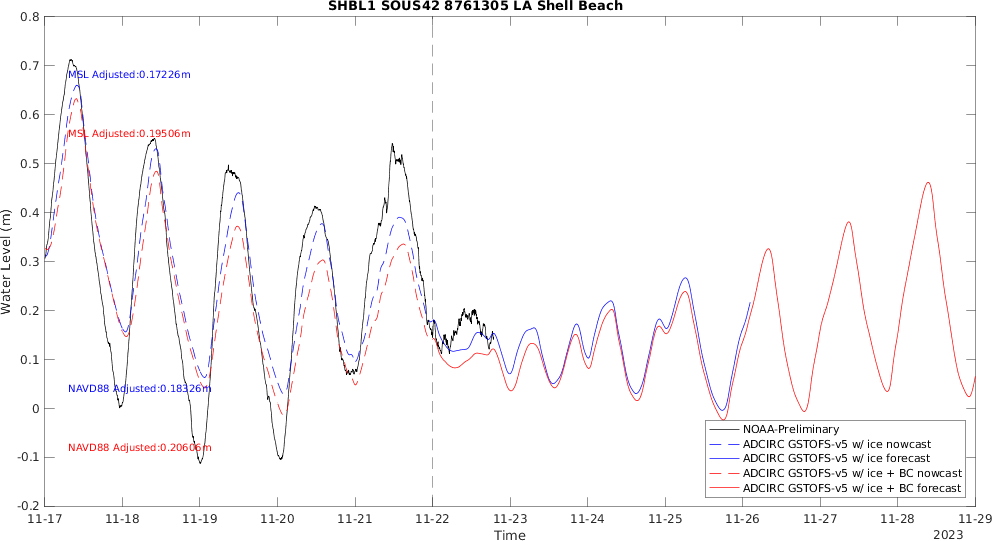 SHBL1 SOUS42 8761305 LA Shell Beach
0.8
0.7
0.6
0.5
0.4
0.3
0.2
0.1
0
-0.1
-0.2
Water Level (m)
MSL Adjusted:0.17226m
MSL Adjusted:0.19506m
NAVD88 Adjusted:0.18326m
NAVD88 Adjusted:0.20606m
NOAA-Preliminary
ADCIRC GSTOFS-v5 w/ ice nowcast
ADCIRC GSTOFS-v5 w/ ice forecast
ADCIRC GSTOFS-v5 w/ ice + BC nowcast
ADCIRC GSTOFS-v5 w/ ice + BC forecast
11-17 11-18 11-19 11-20 11-21 11-22 11-23 11-24 11-25 11-26 11-27 11-28 11-29
Time
2023